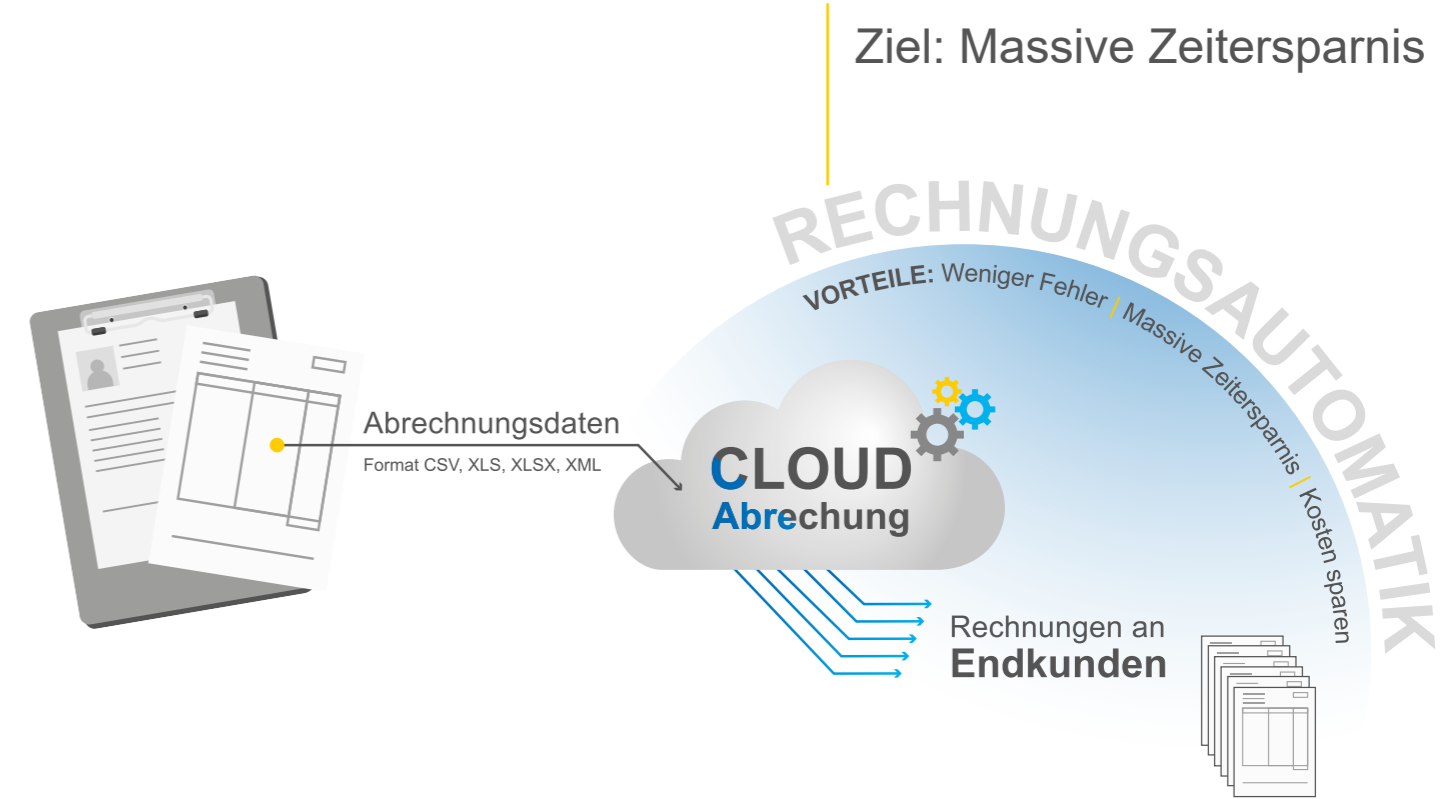 Ziel: Massive Zeitersparnis
RECHNUNGSAUTOMATIK
VORTEILE: Weniger Fehler | Massive Zeitersparnis | Kosten sparen
Abrechnungsdaten
Format CSV, XLS, XLSX, XML
CLOUD
Abrechung
Rechnungen an
Endkunden